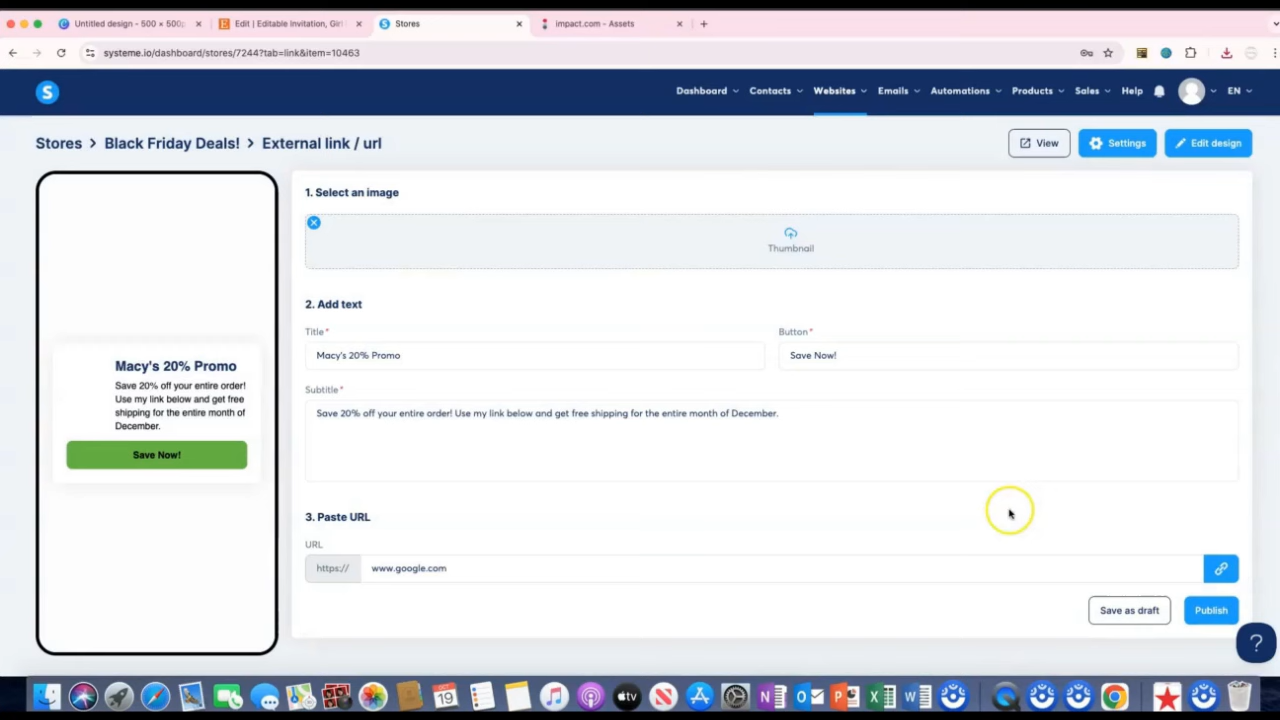 Untitled design - 500 × 500p
Edit | Editable Invitation, Girl
Stores
impact.com - Assets
systeme.io/dashboard/stores/7244?tab=link&item=10463
S
Dashboard
Contacts
Websites
Emails
Automations
Products
Sales
Help
EN
Stores > Black Friday Deals! > External link / url
View
Settings
Edit design
1. Select an image
Thumbnail
2. Add text
Title*
Button*
Macy's 20% Promo
Save Now!
Subtitle*
Save 20% off your entire order! Use my link below and get free shipping for the entire month of December.
3. Paste URL
URL
https://
www.google.com
Save as draft
Publish
Macy's 20% Promo
Save 20% off your entire order!
Use my link below and get free
shipping for the entire month of
December.
Save Now!
?
OCT
19
tv